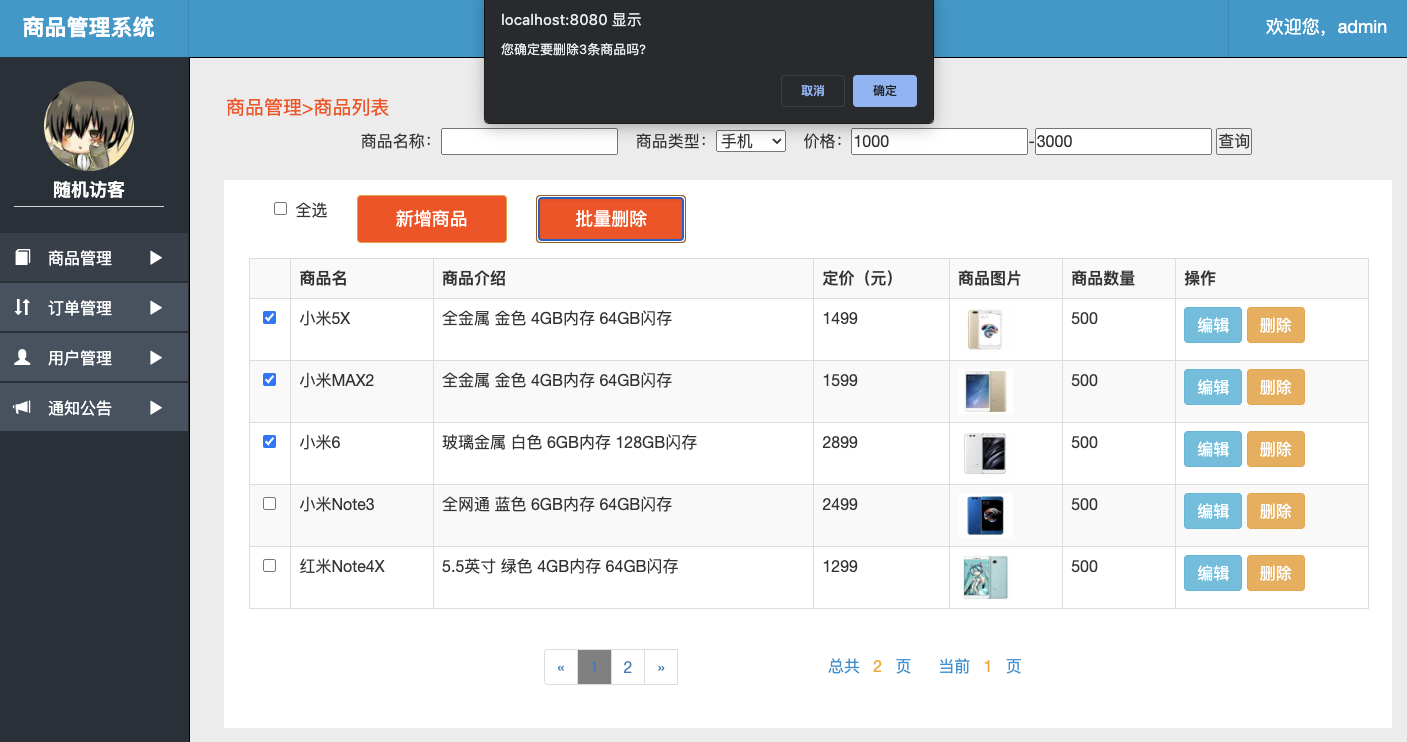 商品管理系统
localhost:8080 显示
您确定要删除3条商品吗?
取消 确定
欢迎您，admin
随机访客
商品管理
订单管理
用户管理
通知公告
商品管理>商品列表
商品名称： 商品类型：手机 价格：1000-3000 查询
全选 新增商品 批量删除
商品名 商品介绍 定价（元） 商品图片 商品数量 操作
小米5X 全金属 金色 4GB内存 64GB闪存 1499 500 编辑 删除
小米MAX2 全金属 金色 4GB内存 64GB闪存 1599 500 编辑 删除
小米6 玻璃金属 白色 6GB内存 128GB闪存 2899 500 编辑 删除
小米Note3 全网通 蓝色 6GB内存 64GB闪存 2499 500 编辑 删除
红米Note4X 5.5英寸 绿色 4GB内存 64GB闪存 1299 500 编辑 删除
« 1 2 » 总共 2 页 当前 1 页